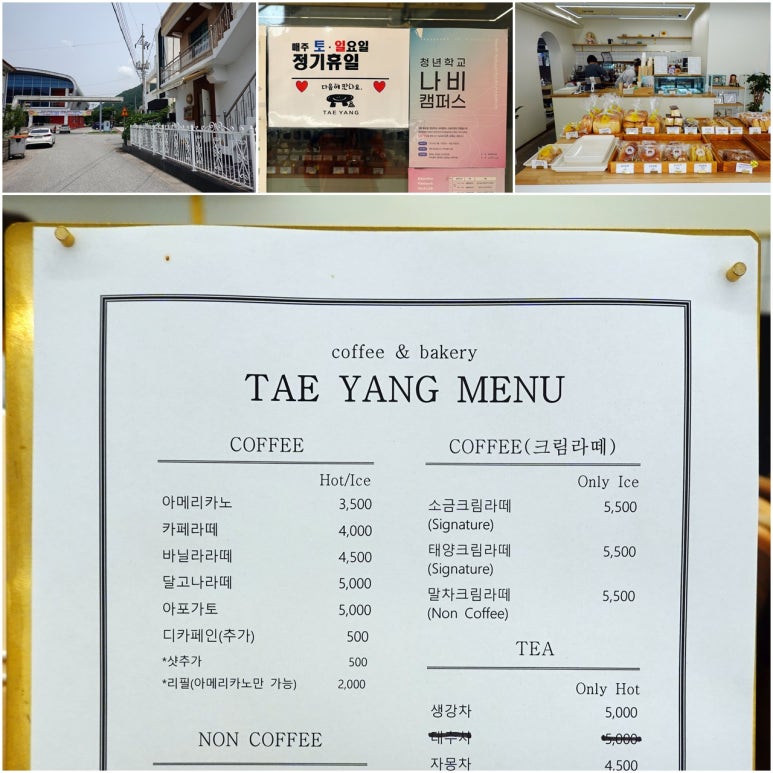 매주 토·일요일
정기휴일
다음에 만나요.
TAE YANG
청년학교
나비
캠퍼스
coffee & bakery
TAE YANG MENU
COFFEE
Hot/Ice
아메리카노 3,500
카페라떼 4,000
바닐라라떼 4,500
달고나라떼 5,000
아포가토 5,000
디카페인(추가) 500
*샷추가 500
*리필(아메리카노만 가능) 2,000
NON COFFEE
COFFEE(크림라떼)
Only Ice
소금크림라떼 5,500
(Signature)
태양크림라떼 5,500
(Signature)
말차크림라떼 5,500
(Non Coffee)
TEA
Only Hot
생강차 5,000
대추차 5,000
자몽차 4,500